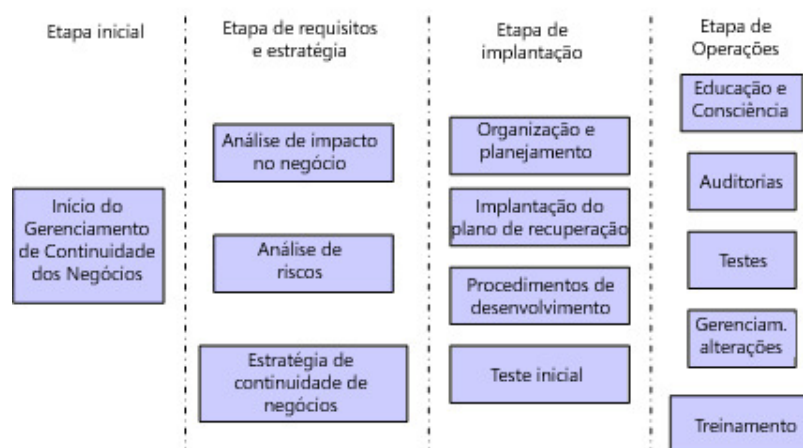 Etapa inicial
Etapa de requisitos
e estratégia
Etapa de
implantação
Etapa de
Operações
Início do
Gerenciamento
de Continuidade
dos Negócios
Análise de impacto
no negócio
Análise de
riscos
Estratégia de
continuidade de
negócios
Organização e
planejamento
Implantação do
plano de recuperação
Procedimentos de
desenvolvimento
Teste inicial
Educação e
Consciência
Auditorias
Testes
Gerenciam.
alterações
Treinamento